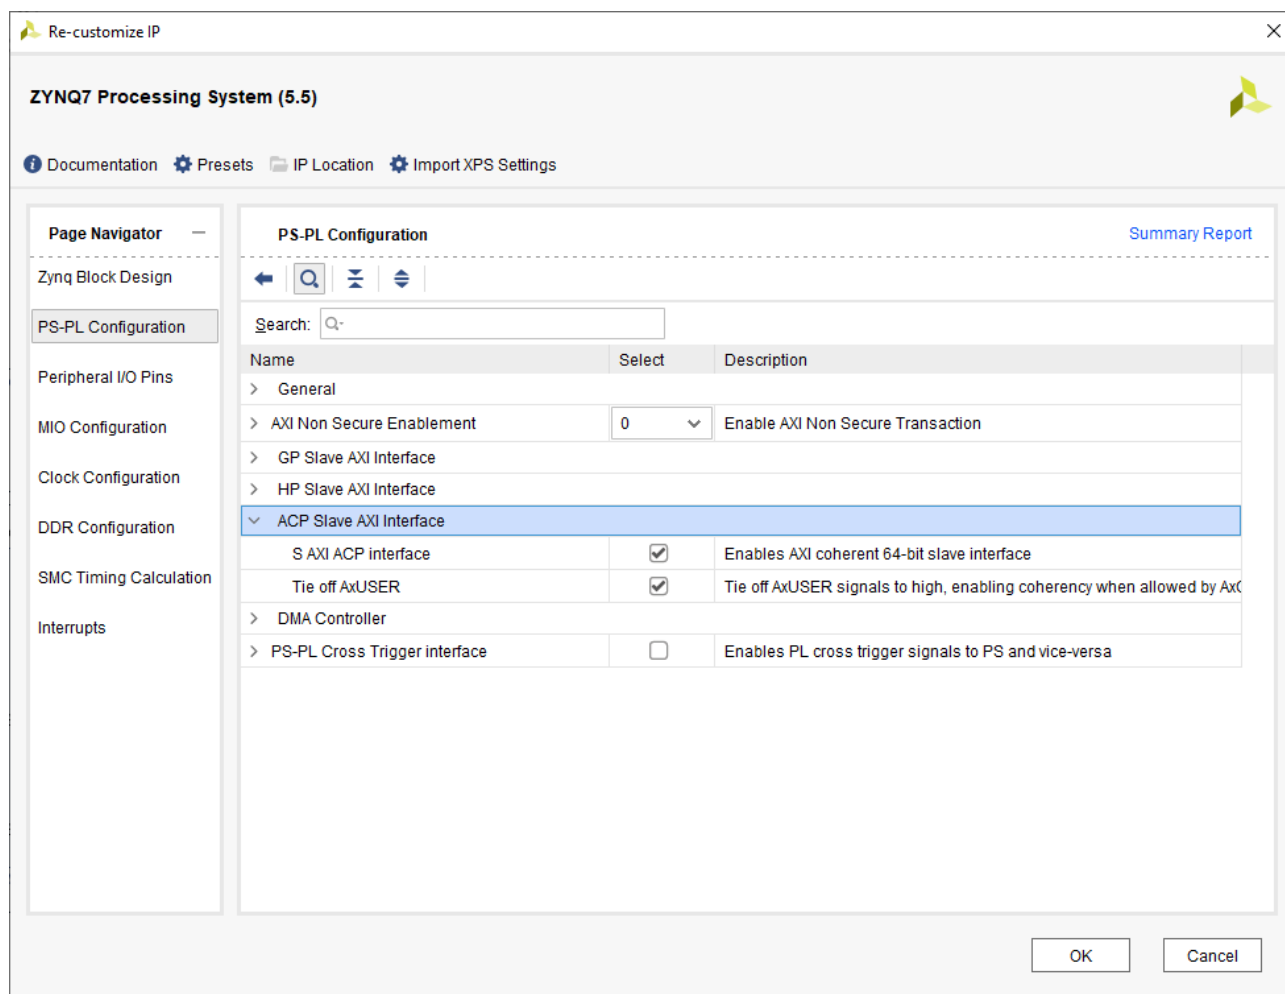 Re-customize IP
ZYNQ7 Processing System (5.5)
Documentation Presets IP Location Import XPS Settings
Page Navigator
Zynq Block Design
PS-PL Configuration
Peripheral I/O Pins
MIO Configuration
Clock Configuration
DDR Configuration
SMC Timing Calculation
Interrupts
PS-PL Configuration Summary Report
Search:
Name Select Description
General
AXI Non Secure Enablement 0 Enable AXI Non Secure Transaction
GP Slave AXI Interface
HP Slave AXI Interface
ACP Slave AXI Interface
S AXI ACP interface Enables AXI coherent 64-bit slave interface
Tie off AxUSER Tie off AxUSER signals to high, enabling coherency when allowed by AxC
DMA Controller
PS-PL Cross Trigger interface Enables PL cross trigger signals to PS and vice-versa
OK Cancel